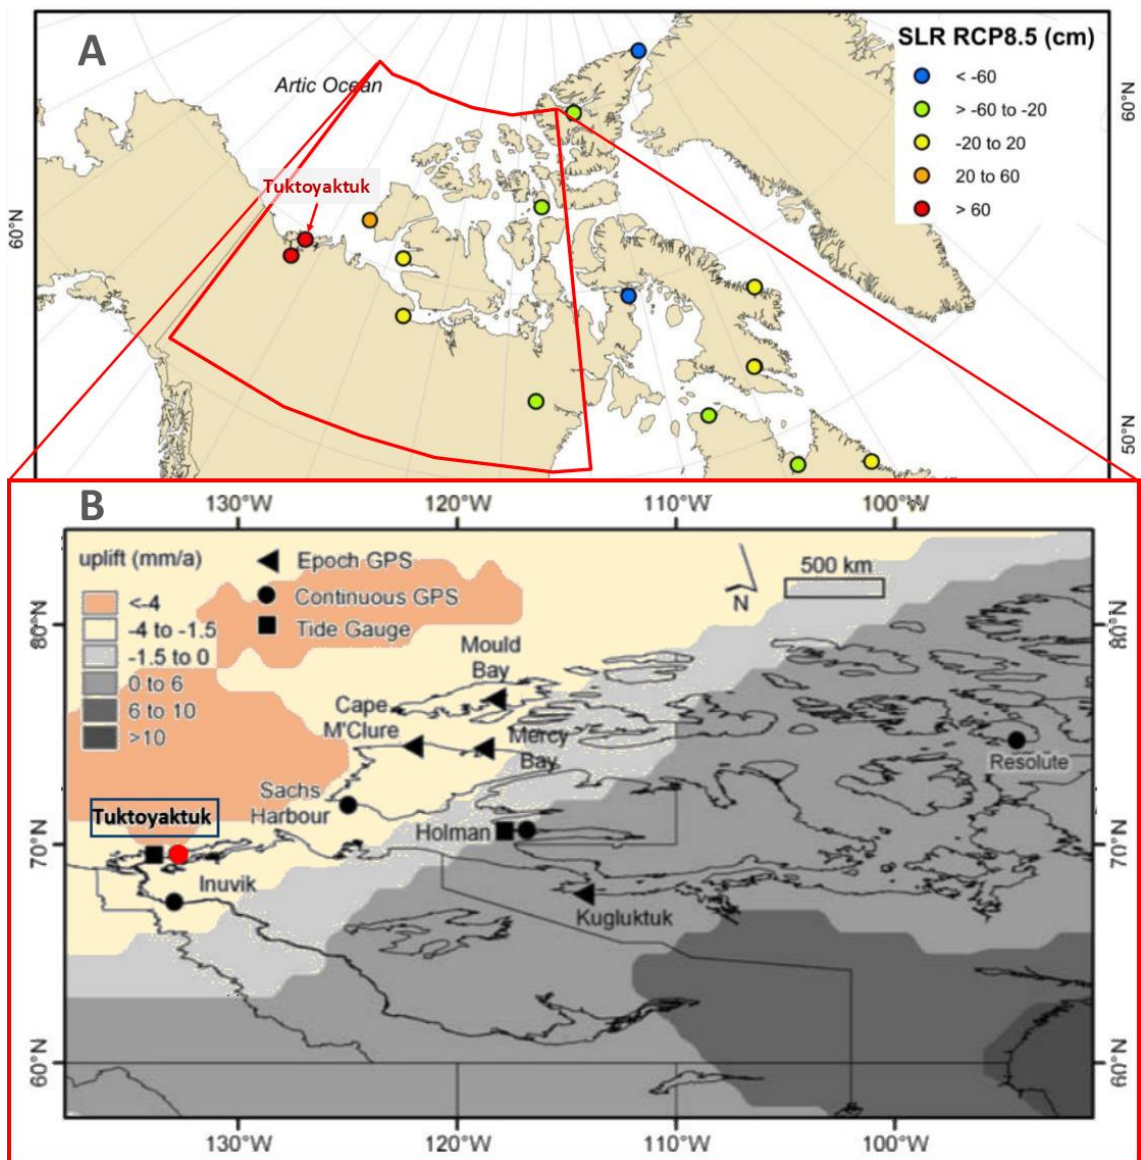 A
Artic Ocean
Tuktoyaktuk
SLR RCP8.5 (cm)
< -60
> -60 to -20
-20 to 20
20 to 60
> 60
60°N
60°N
50°N
B
130°W
120°W
110°W
100°W
uplift (mm/a)
<-4
-4 to -1.5
-1.5 to 0
0 to 6
6 to 10
>10
Epoch GPS
Continuous GPS
Tide Gauge
500 km
N
80°N
80°N
Mould
Bay
Cape
M'Clure
Mercy
Bay
Resolute
Sachs
Harbour
Tuktoyaktuk
Holman
70°N
70°N
Inuvik
Kugluktuk
60°N
60°N
130°W
120°W
110°W
100°W